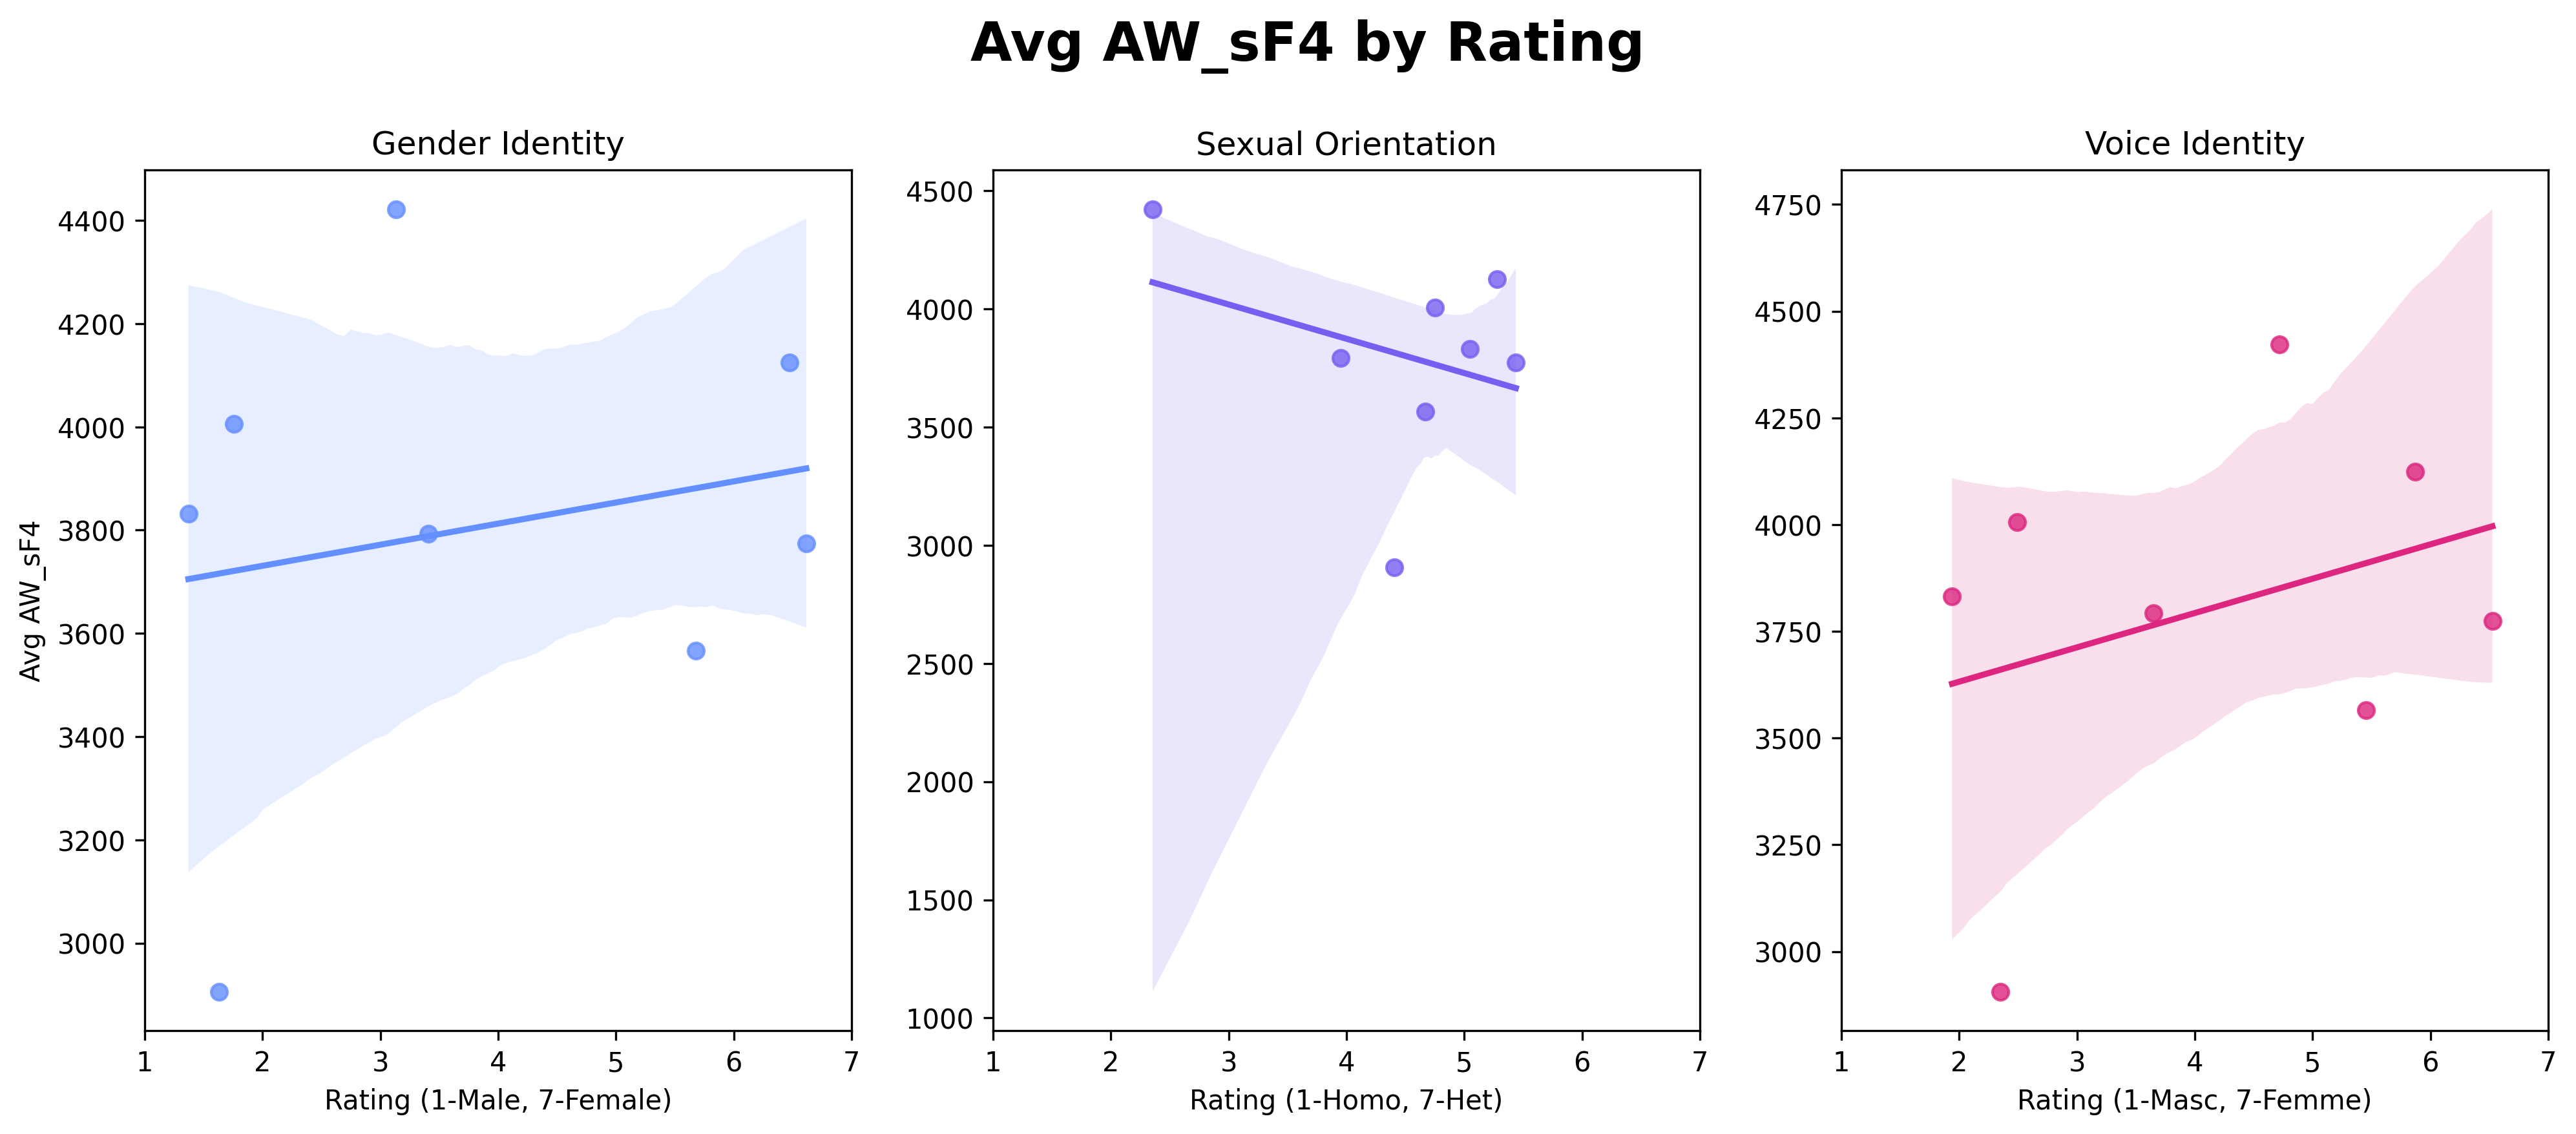 Avg AW_sF4 by Rating
Gender Identity
Avg AW_sF4
4400
4200
4000
3800
3600
3400
3200
3000
1 2 3 4 5 6 7
Rating (1-Male, 7-Female)
Sexual Orientation
4500
4000
3500
3000
2500
2000
1500
1000
1 2 3 4 5 6 7
Rating (1-Homo, 7-Het)
Voice Identity
4750
4500
4250
4000
3750
3500
3250
3000
1 2 3 4 5 6 7
Rating (1-Masc, 7-Femme)